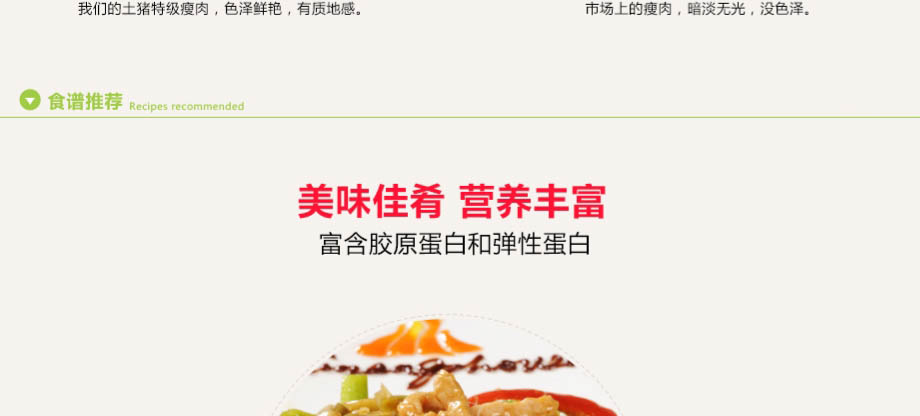 我们的土猪特级瘦肉，色泽鲜艳，有质地感。
市场上的瘦肉，暗淡无光，没色泽。
食谱推荐 Recipes recommended
美味佳肴 营养丰富
富含胶原蛋白和弹性蛋白